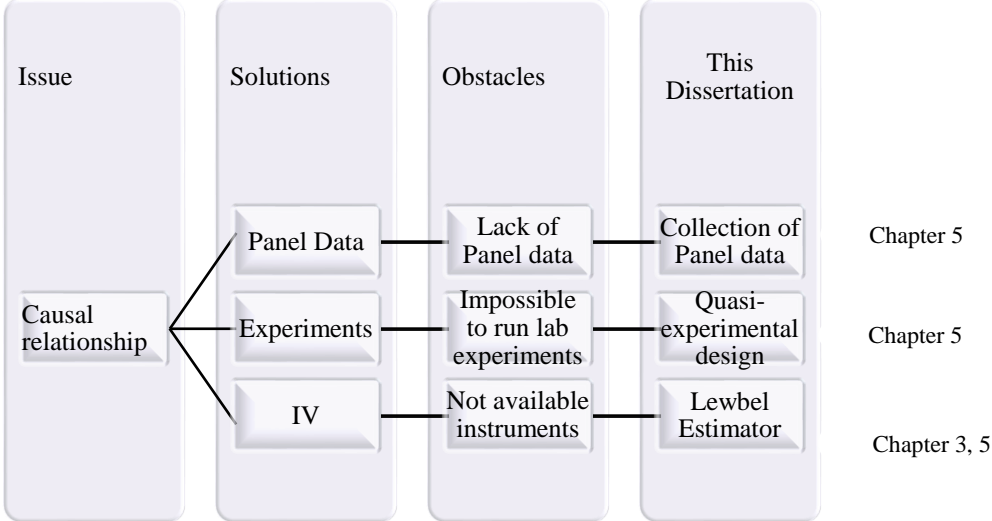 Issue
Solutions
Obstacles
This
Dissertation
Panel Data
Lack of
Panel data
Collection of
Panel data
Chapter 5
Causal
relationship
Experiments
Impossible
to run lab
experiments
Quasi-
experimental
design
Chapter 5
IV
Not available
instruments
Lewbel
Estimator
Chapter 3, 5